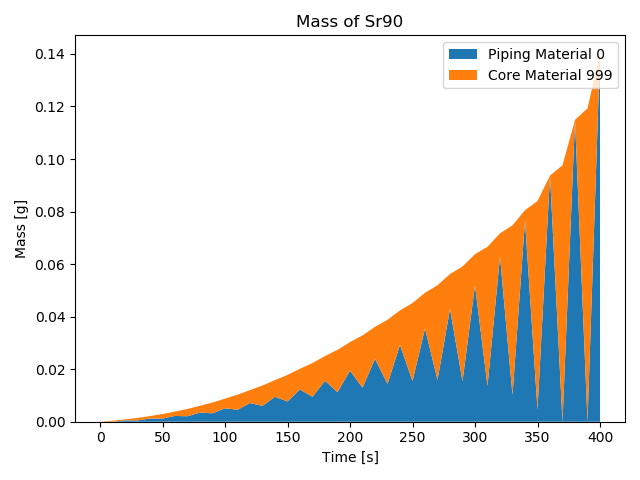 Mass of Sr90
Piping Material 0
Core Material 999
Mass [g]
0.14
0.12
0.10
0.08
0.06
0.04
0.02
0.00
0 50 100 150 200 250 300 350 400
Time [s]